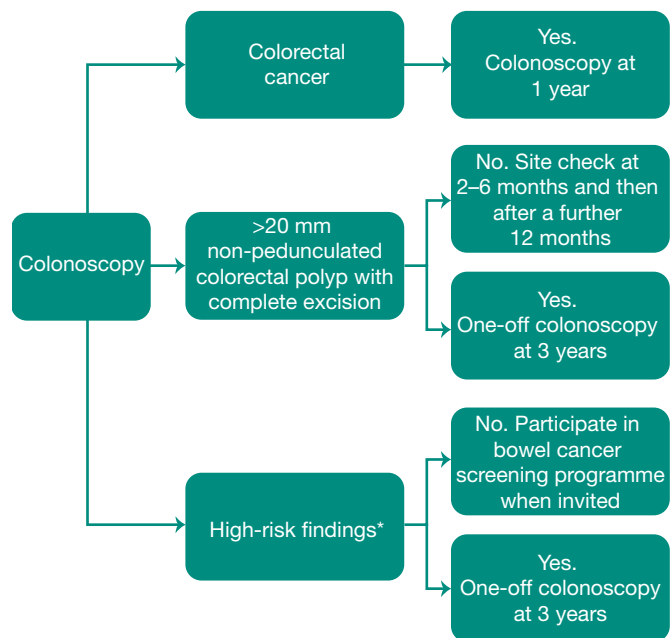 Colorectal
cancer
Yes.
Colonoscopy at
1 year
Colonoscopy
>20 mm
non-pedunculated
colorectal polyp with
complete excision
No. Site check at
2–6 months and then
after a further
12 months
Yes.
One-off colonoscopy
at 3 years
High-risk findings*
No. Participate in
bowel cancer
screening programme
when invited
Yes.
One-off colonoscopy
at 3 years